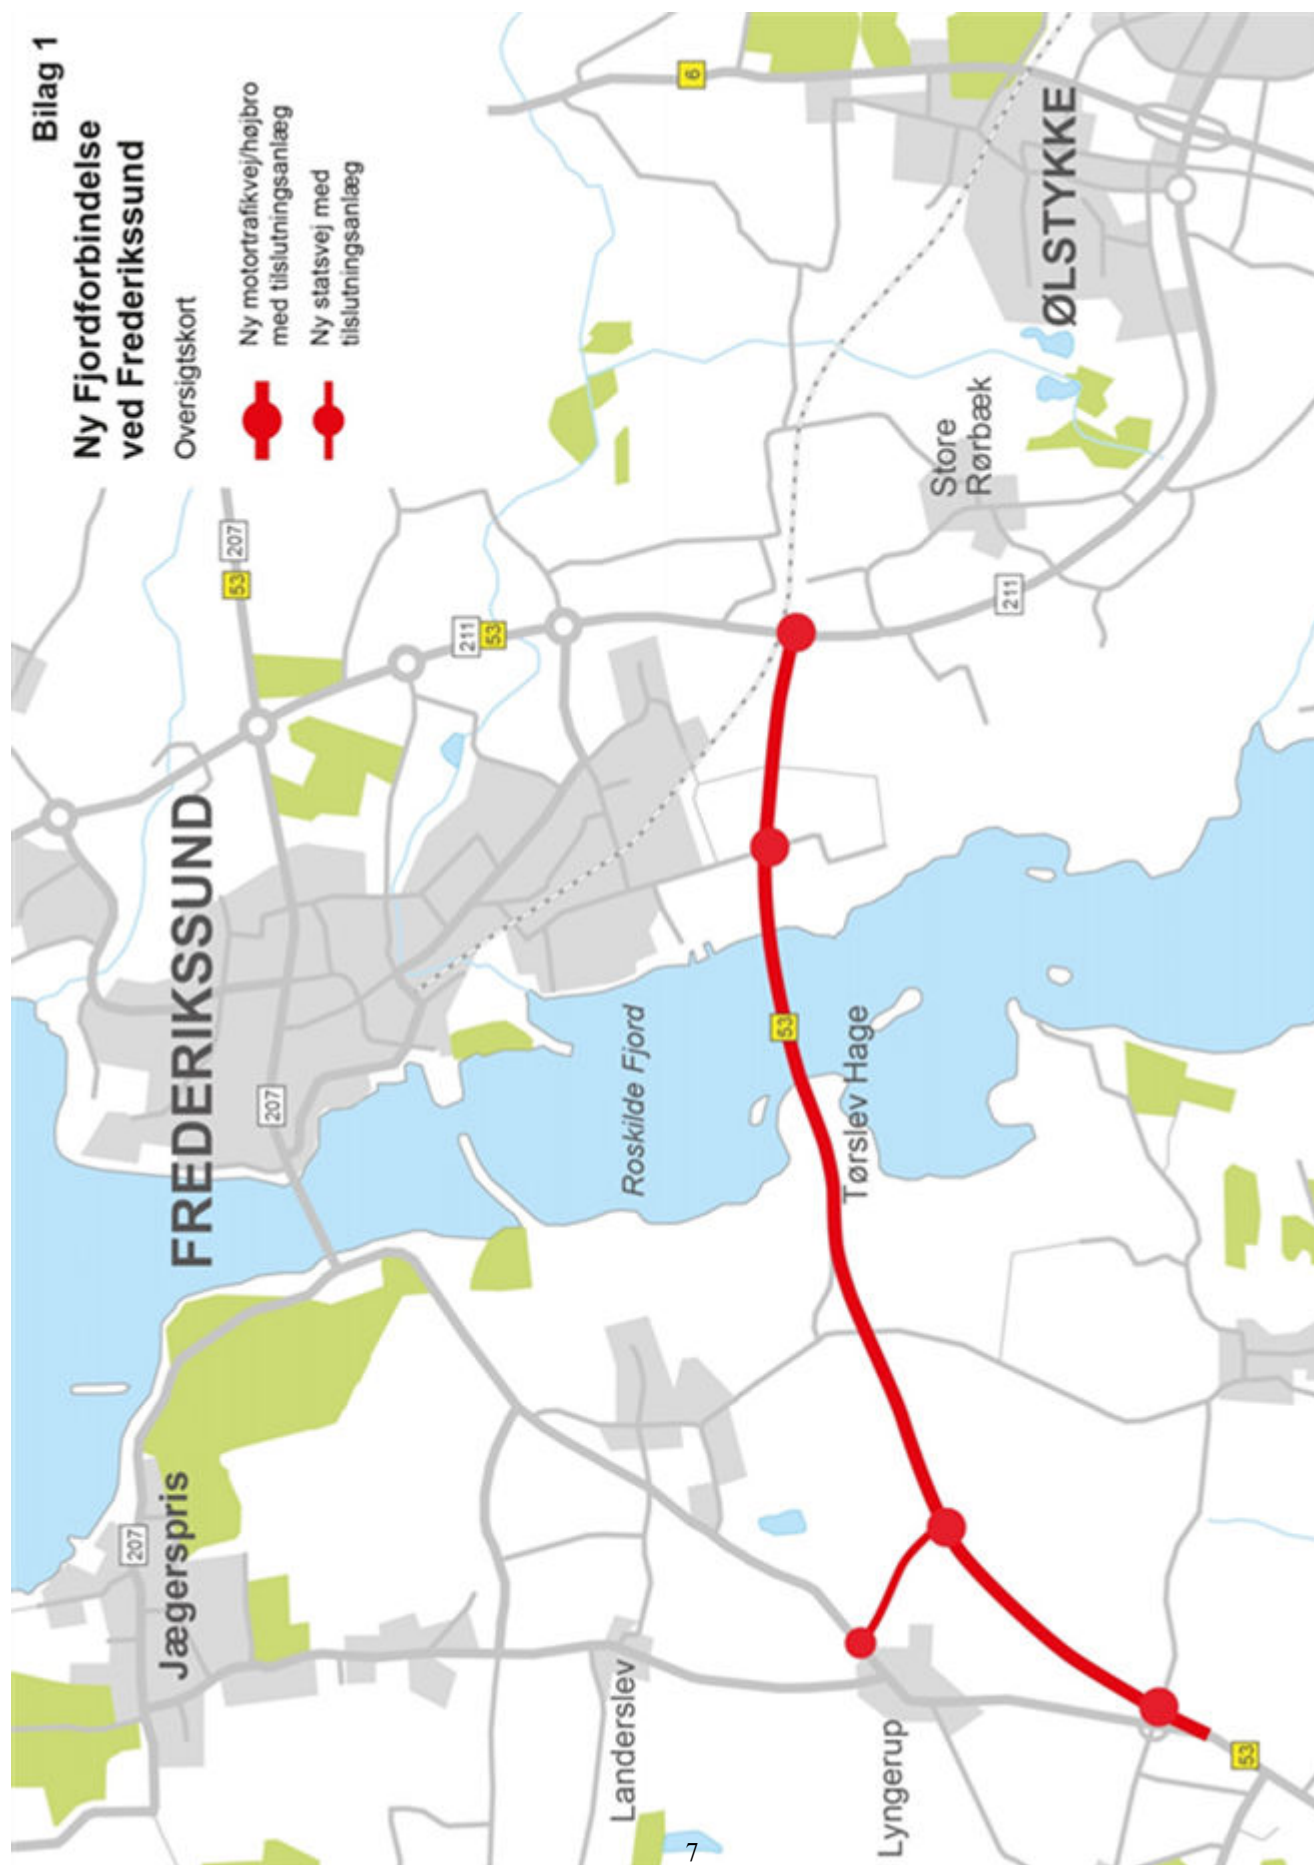 Bilag 1
Ny Fjordforbindelse
ved Frederikssund
Oversigtskort
Ny motortrafikvej/højbro
med tilslutningsanlæg
Ny statsvej med
tilslutningsanlæg
Jægerspris
207
FREDERIKSSUND
207
53
207
211
53
6
Landerslev
Roskilde Fjord
Lyngerup
Tørslev Hage
53
Store
Rørbæk
211
ØLSTYKKE
53
7